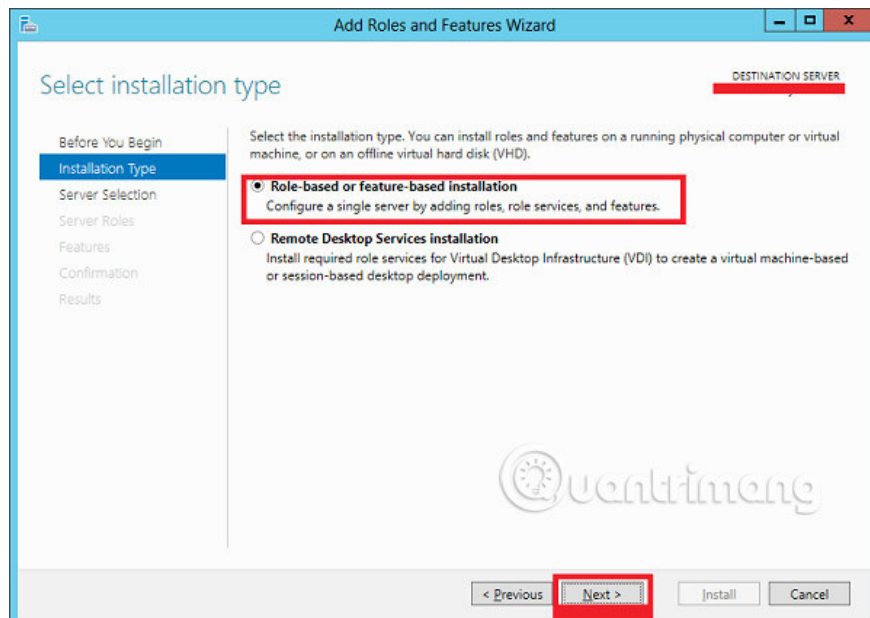 Add Roles and Features Wizard
Select installation type
DESTINATION SERVER
Before You Begin
Installation Type
Server Selection
Server Roles
Features
Confirmation
Results
Select the installation type. You can install roles and features on a running physical computer or virtual
machine, or on an offline virtual hard disk (VHD).
Role-based or feature-based installation
Configure a single server by adding roles, role services, and features.
Remote Desktop Services installation
Install required role services for Virtual Desktop Infrastructure (VDI) to create a virtual machine-based
or session-based desktop deployment.
Quantrimang
< Previous Next > Install Cancel